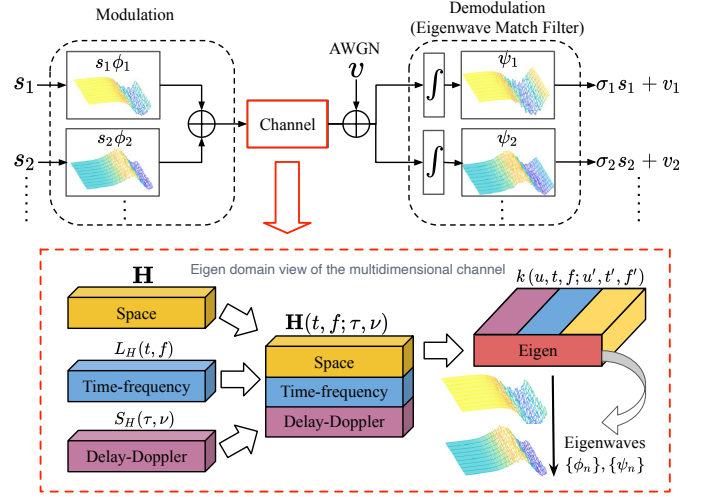 Modulation
Demodulation
(Eigenwave Match Filter)
s₁
s₁ϕ₁
s₂
s₂ϕ₂
Channel
AWGN
v
∫
ψ₁
σ₁s₁ + v₁
∫
ψ₂
σ₂s₂ + v₂
Eigen domain view of the multidimensional channel
H
Space
L_H(t, f)
Time-frequency
S_H(τ, ν)
Delay-Doppler
H(t, f; τ, ν)
Space
Time-frequency
Delay-Doppler
k(u, t, f; u′, t′, f′)
Eigen
Eigenwaves
{ϕₙ}, {ψₙ}